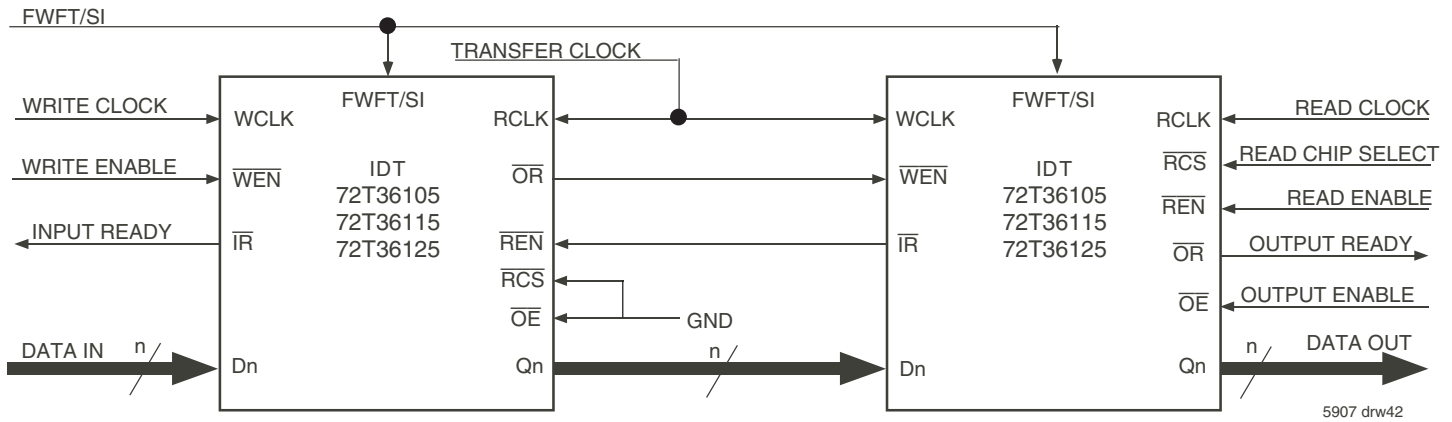 FWFT/SI
TRANSFER CLOCK
WRITE CLOCK
WRITE ENABLE
INPUT READY
DATA IN
n
FWFT/SI
WCLK
RCLK
WEN
IDT
72T36105
72T36115
72T36125
OR
IR
REN
RCS
OE
GND
Dn
Qn
n
FWFT/SI
WCLK
RCLK
WEN
IDT
72T36105
72T36115
72T36125
RCS
REN
IR
OR
OE
Dn
Qn
READ CLOCK
READ CHIP SELECT
READ ENABLE
OUTPUT READY
OUTPUT ENABLE
n
DATA OUT
5907 drw42